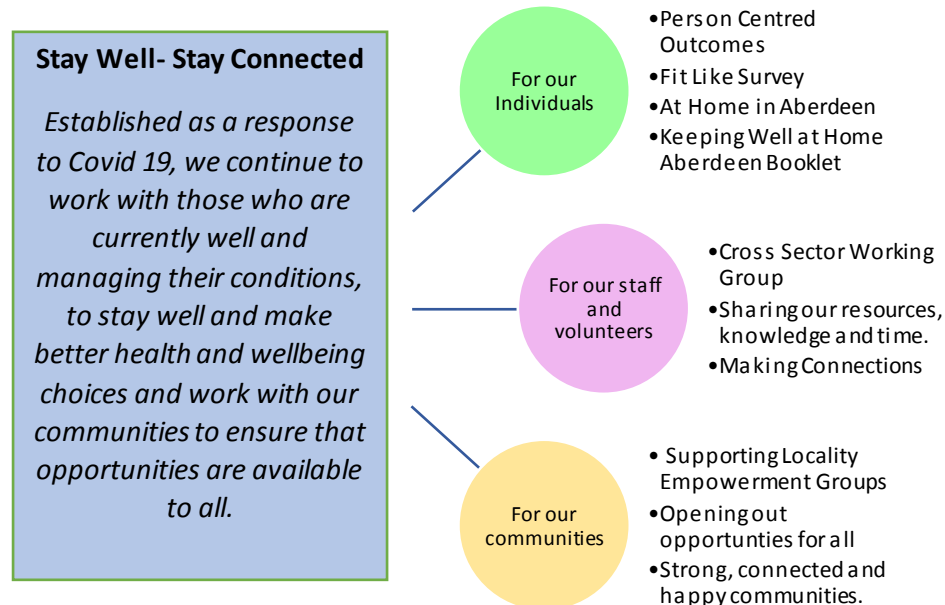 Stay Well- Stay Connected
Established as a response
to Covid 19, we continue to
work with those who are
currently well and
managing their conditions,
to stay well and make
better health and wellbeing
choices and work with our
communities to ensure that
opportunities are available
to all.
For our
Individuals
•Person Centred
Outcomes
•Fit Like Survey
•At Home in Aberdeen
•Keeping Well at Home
Aberdeen Booklet
For our staff
and
volunteers
•Cross Sector Working
Group
•Sharing our resources,
knowledge and time.
•Making Connections
For our
communities
• Supporting Locality
Empowerment Groups
•Opening out
opportunties for all
•Strong, connected and
happy communities.